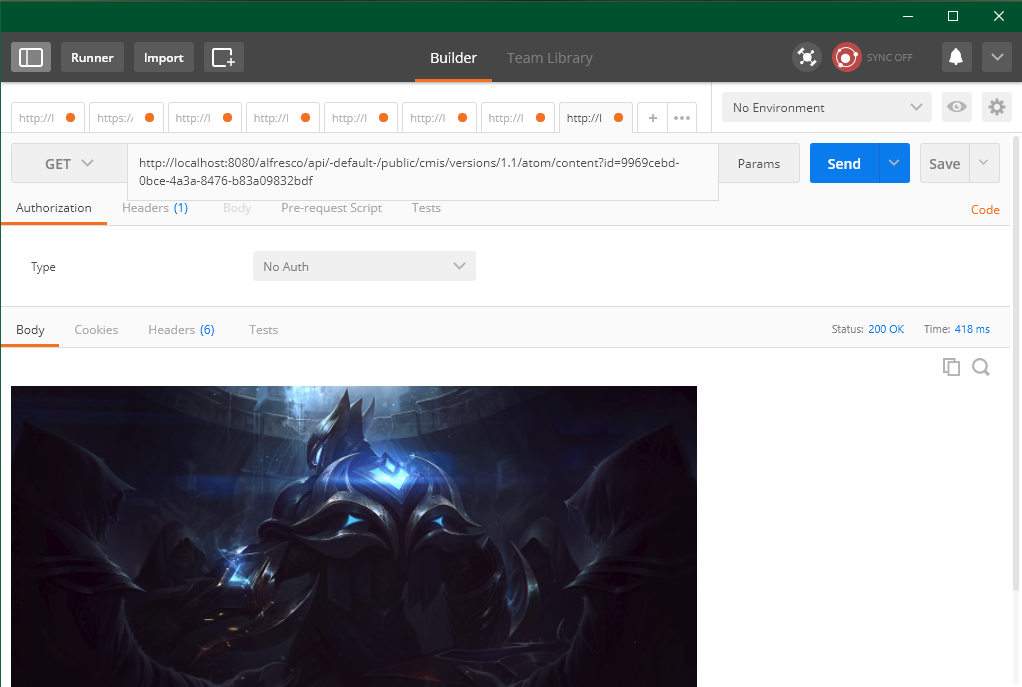 Runner Import Builder Team Library SYNC OFF
http://l https:/ http://l http://l http://l http://l http://l http://l + ••• No Environment
GET http://localhost:8080/alfresco/api/-default-/public/cmis/versions/1.1/atom/content?id=9969cebd- Params Send Save
0bce-4a3a-8476-b83a09832bdf
Authorization Headers (1) Body Pre-request Script Tests Code
Type No Auth
Body Cookies Headers (6) Tests Status: 200 OK Time: 418 ms